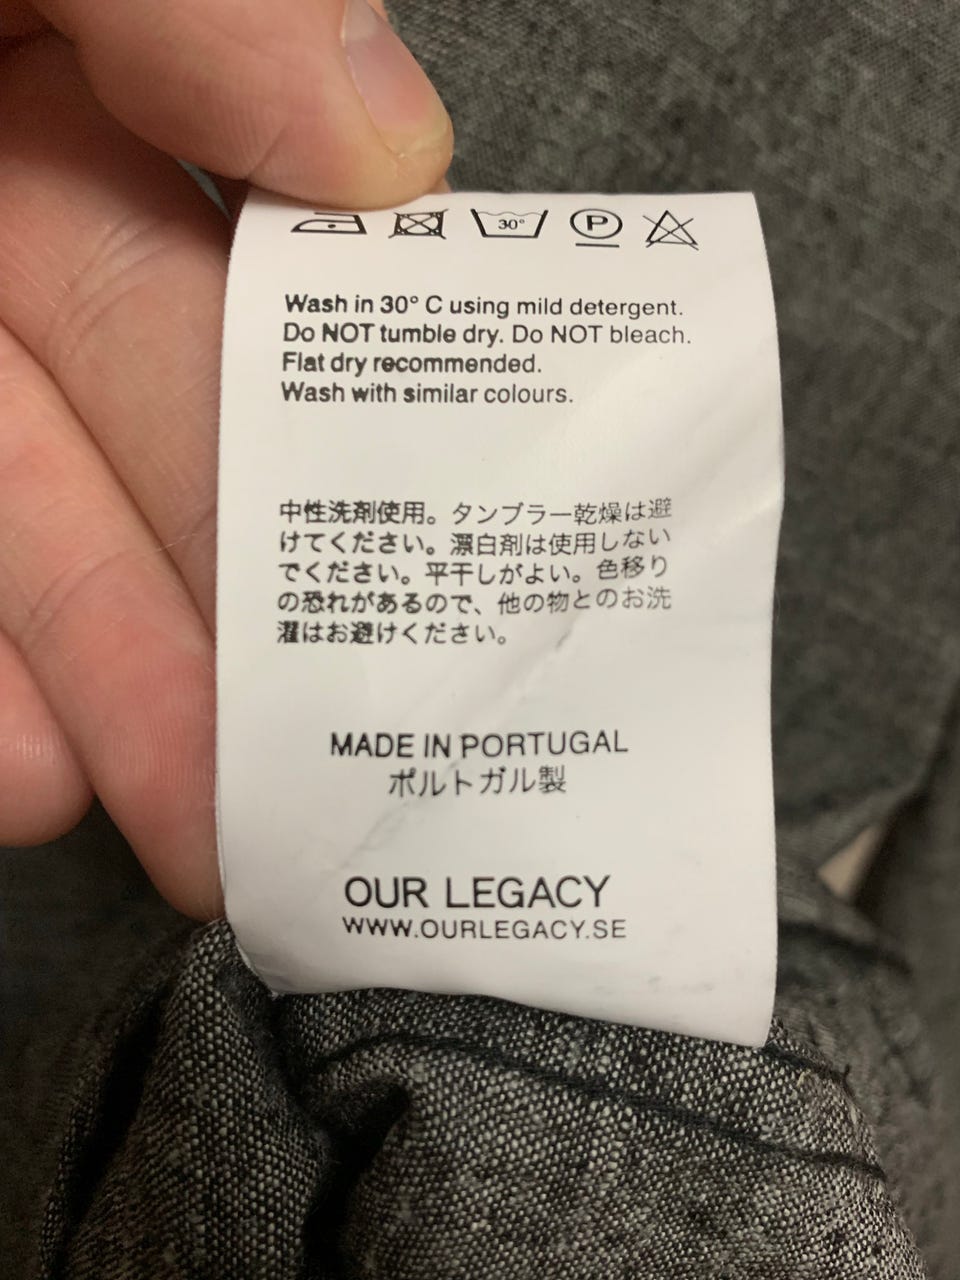 30°
P
Wash in 30° C using mild detergent.
Do NOT tumble dry. Do NOT bleach.
Flat dry recommended.
Wash with similar colours.
中性洗剤使用。タンブラー乾燥は避
けてください。漂白剤は使用しない
でください。平干しがよい。色移り
の恐れがあるので、他の物とのお洗
濯はお避けください。
MADE IN PORTUGAL
ポルトガル製
OUR LEGACY
WWW.OURLEGACY.SE